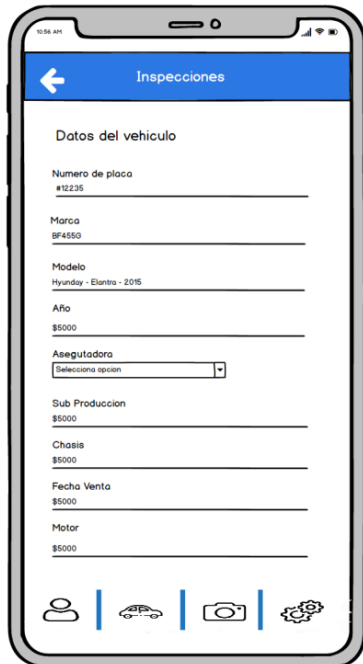 10:56 AM
Inspecciones
Datos del vehiculo
Numero de placa
#12235
Marca
BF455G
Modelo
Hyunday - Elantra - 2015
Año
$5000
Asegutadora
Selecciona opcion
Sub Produccion
$5000
Chasis
$5000
Fecha Venta
$5000
Motor
$5000